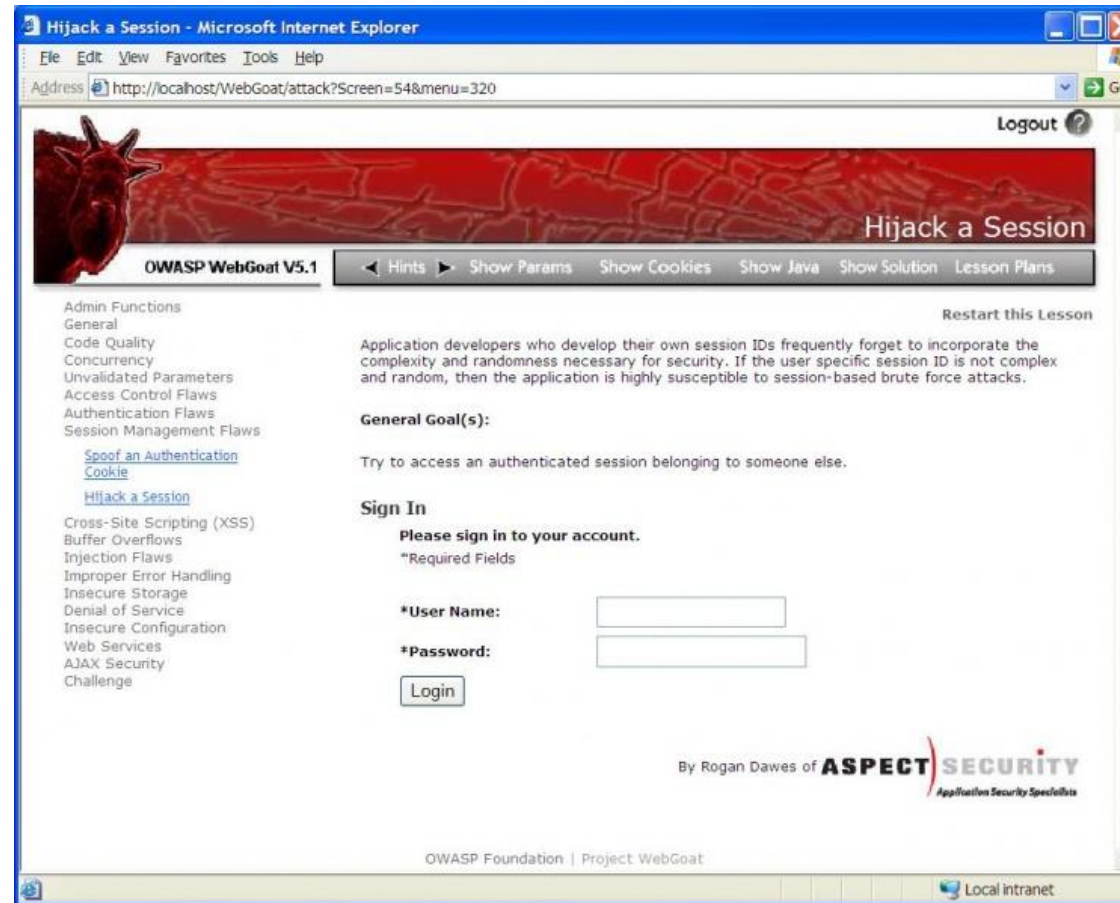 Hijack a Session - Microsoft Internet Explorer
File Edit View Favorites Tools Help
Address http://localhost/WebGoat/attack?Screen=54&menu=320
Logout ?
Hijack a Session
OWASP WebGoat V5.1
Hints Show Params Show Cookies Show Java Show Solution Lesson Plans
Admin Functions
General
Code Quality
Concurrency
Unvalidated Parameters
Access Control Flaws
Authentication Flaws
Session Management Flaws
Spoof an Authentication
Cookie
Hijack a Session
Cross-Site Scripting (XSS)
Buffer Overflows
Injection Flaws
Improper Error Handling
Insecure Storage
Denial of Service
Insecure Configuration
Web Services
AJAX Security
Challenge
Restart this Lesson
Application developers who develop their own session IDs frequently forget to incorporate the
complexity and randomness necessary for security. If the user specific session ID is not complex
and random, then the application is highly susceptible to session-based brute force attacks.
General Goal(s):
Try to access an authenticated session belonging to someone else.
Sign In
Please sign in to your account.
*Required Fields
*User Name:
*Password:
Login
By Rogan Dawes of ASPECT SECURITY
Application Security Specialists
OWASP Foundation | Project WebGoat
Local intranet